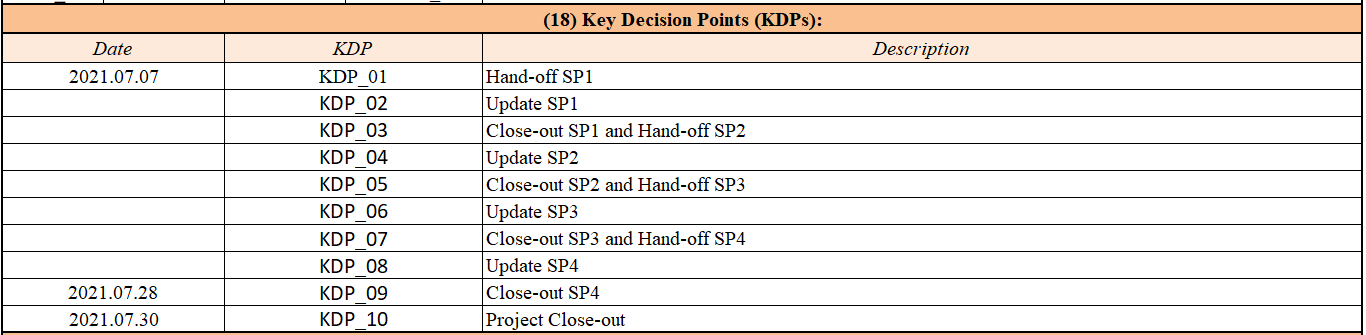 (18) Key Decision Points (KDPs):
Date KDP Description
2021.07.07 KDP_01 Hand-off SP1
KDP_02 Update SP1
KDP_03 Close-out SP1 and Hand-off SP2
KDP_04 Update SP2
KDP_05 Close-out SP2 and Hand-off SP3
KDP_06 Update SP3
KDP_07 Close-out SP3 and Hand-off SP4
KDP_08 Update SP4
2021.07.28 KDP_09 Close-out SP4
2021.07.30 KDP_10 Project Close-out